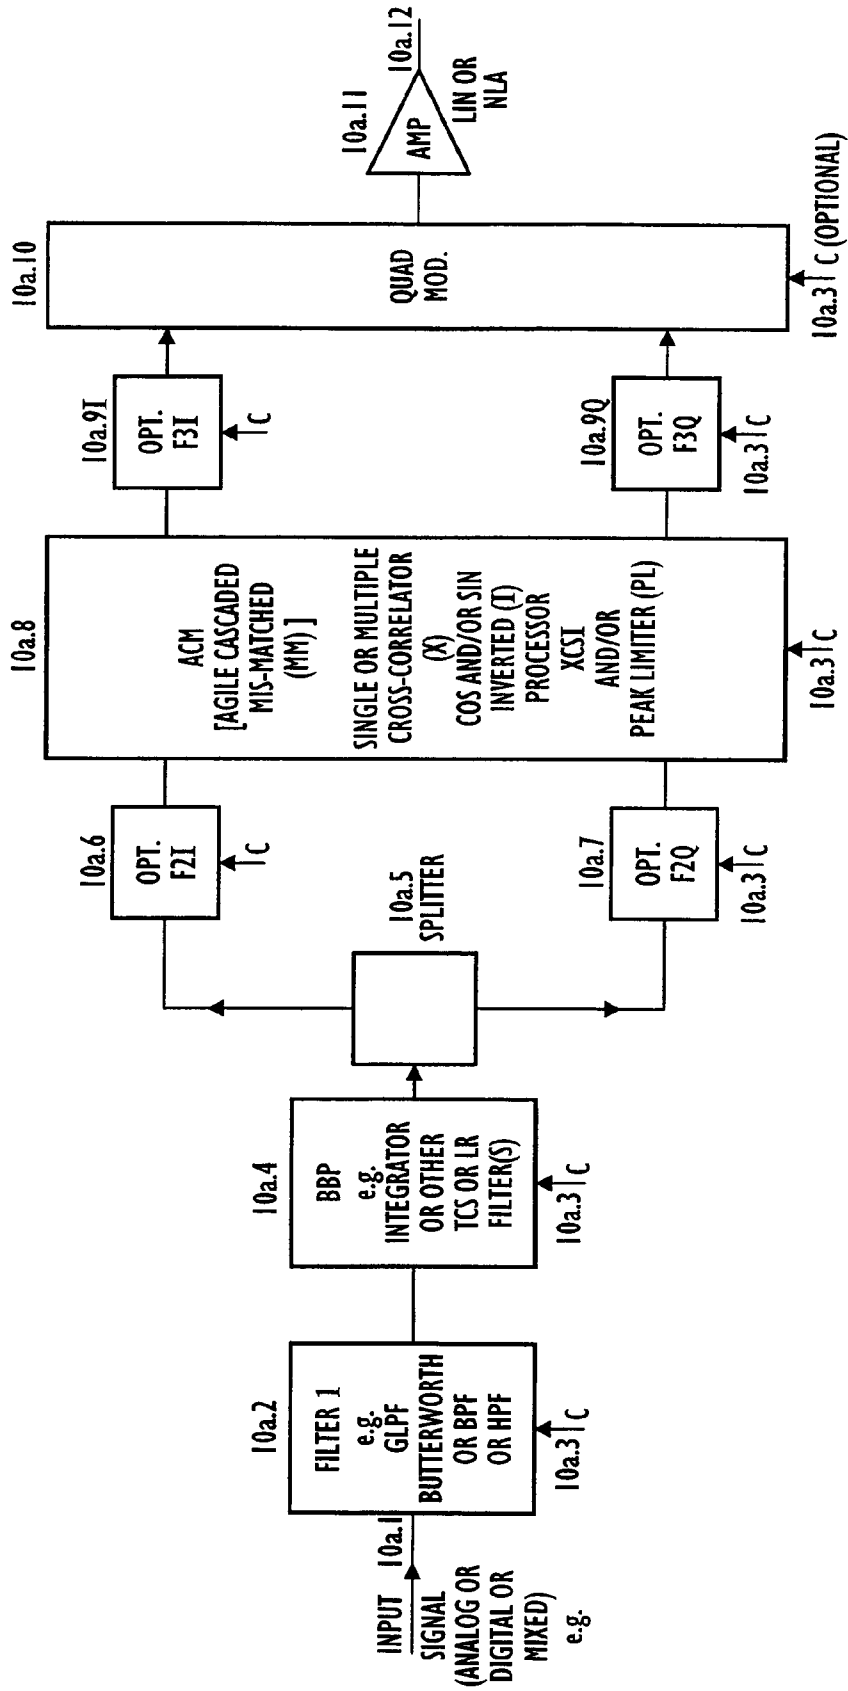 INPUT
SIGNAL
(ANALOG OR
DIGITAL OR
MIXED)
e.g.
10a.1
10a.2
FILTER 1
e.g.
GLPF
BUTTERWORTH
OR BPF
OR HPF
10a.3 C
10a.4
BBP
e.g.
INTEGRATOR
OR OTHER
TCS OR LR
FILTER(S)
10a.3 C
10a.5
SPLITTER
10a.6
OPT.
F2I
C
10a.7
OPT.
F2Q
10a.3 C
10a.8
ACM
[AGILE CASCADED
MIS-MATCHED
(MM) ]
SINGLE OR MULTIPLE
CROSS-CORRELATOR
(X)
COS AND/OR SIN
INVERTED (I)
PROCESSOR
XCSI
AND/OR
PEAK LIMITER (PL)
10a.3 C
10a.9I
OPT.
F3I
C
10a.9Q
OPT.
F3Q
10a.3 C
10a.10
QUAD
MOD.
10a.3 C (OPTIONAL)
10a.11
AMP
LIN OR
NLA
10a.12